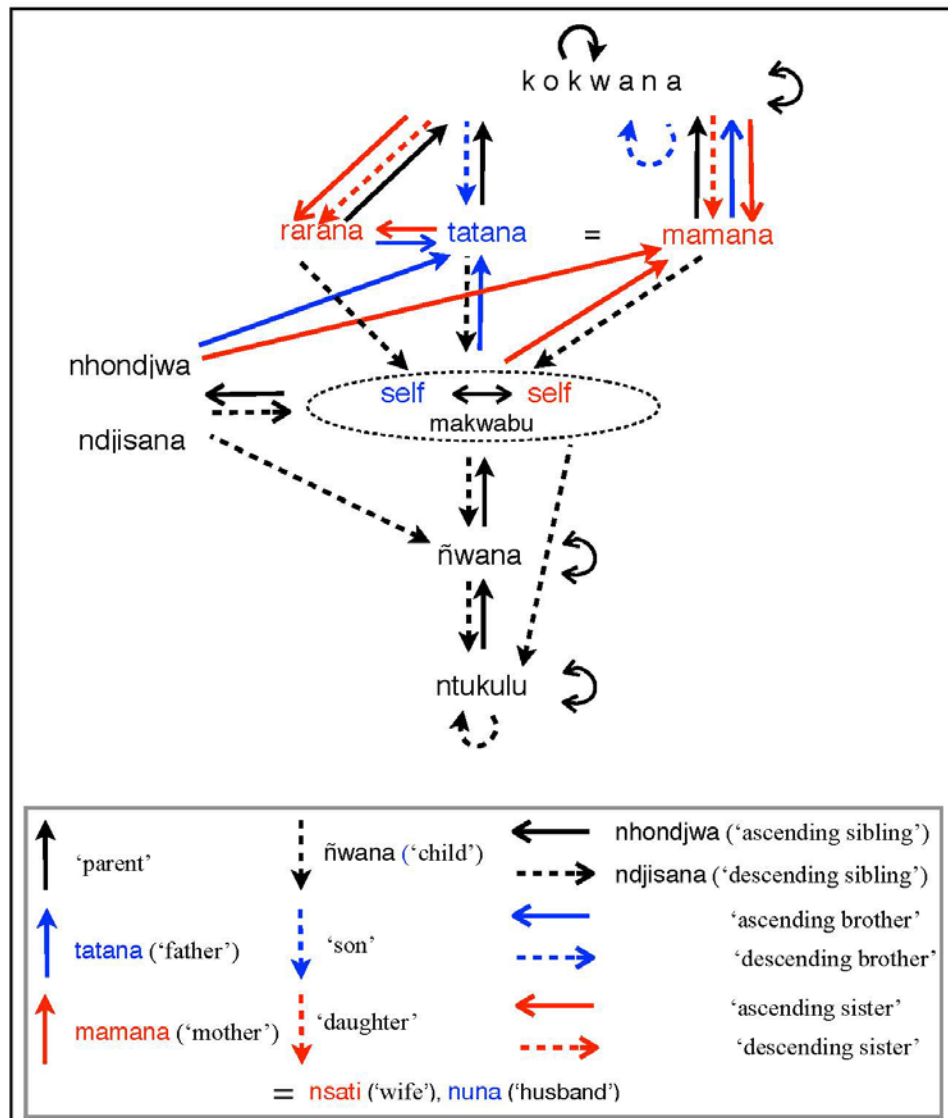 kokwana
rarana
tatana
=
mamana
nhondjwa
self
self
makwabu
ndjisana
ñwana
ntukulu
‘parent’
ñwana (‘child’)
nhondjwa (‘ascending sibling’)
ndjisana (‘descending sibling’)
tatana (‘father’)
‘son’
‘ascending brother’
‘descending brother’
mamana (‘mother’)
‘daughter’
‘ascending sister’
‘descending sister’
= nsati (‘wife’), nuna (‘husband’)